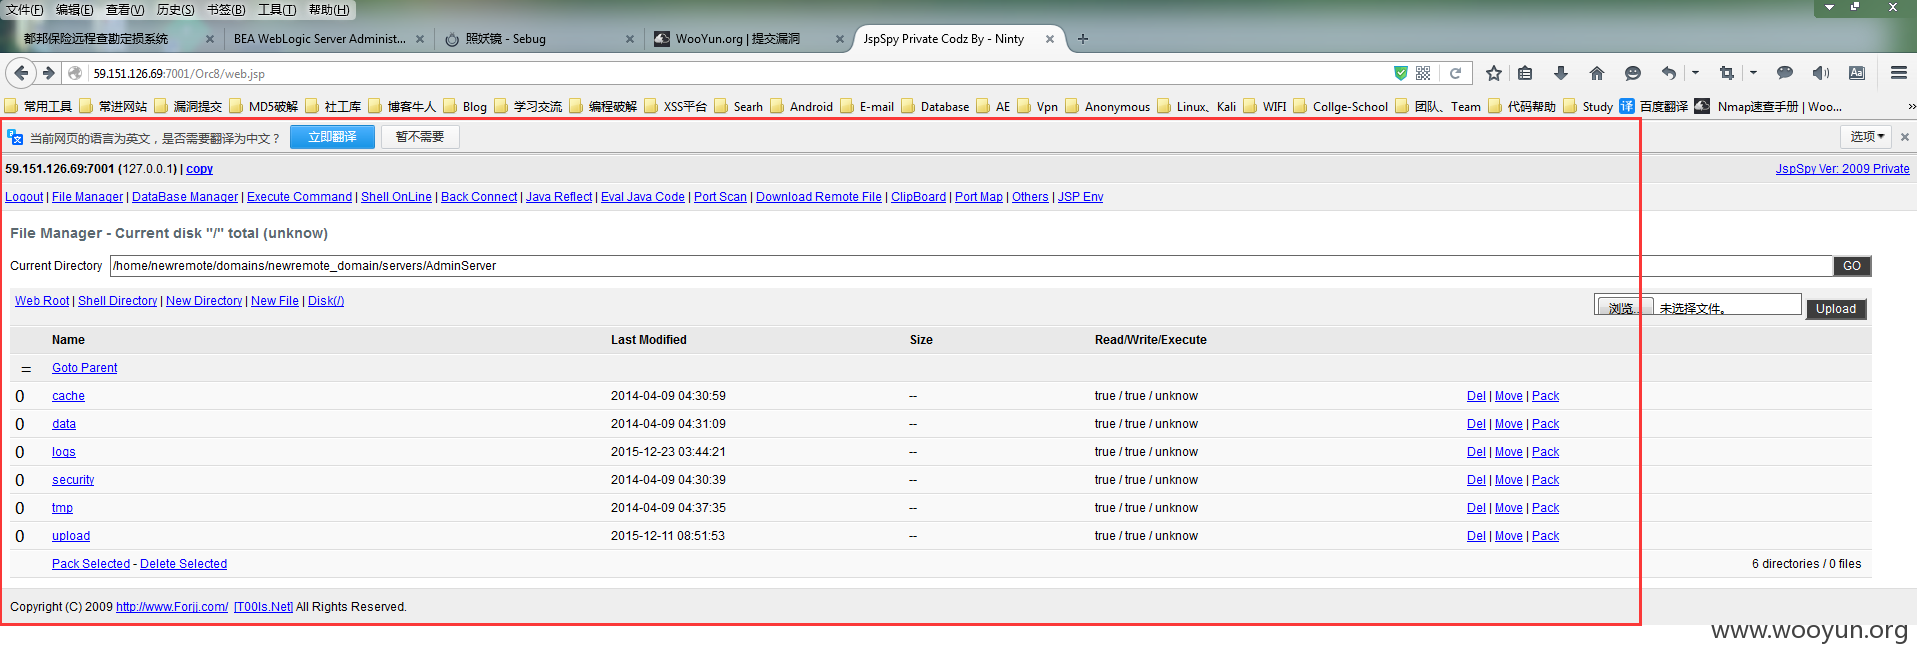 文件(F) 编辑(E) 查看(V) 历史(S) 书签(B) 工具(T) 帮助(H)
都邦保险远程查勘定损系统 BEA WebLogic Server Administ... 照妖镜 - Sebug WooYun.org | 提交漏洞 JspSpy Private Codz By - Ninty
59.151.126.69:7001/Orc8/web.jsp
常用工具 常进网站 漏洞提交 MD5破解 社工库 博客牛人 Blog 学习交流 编程破解 XSS平台 Searh Android E-mail Database AE Vpn Anonymous Linux、Kali WIFI Collge-School 团队、Team 代码帮助 Study 译 百度翻译 Nmap速查手册 | Woo... »
当前网页的语言为英文，是否需要翻译为中文？ 立即翻译 暂不需要 选项
59.151.126.69:7001 (127.0.0.1) | copy JspSpy Ver: 2009 Private
Logout | File Manager | DataBase Manager | Execute Command | Shell OnLine | Back Connect | Java Reflect | Eval Java Code | Port Scan | Download Remote File | ClipBoard | Port Map | Others | JSP Env
File Manager - Current disk "/" total (unknow)
Current Directory /home/newremote/domains/newremote_domain/servers/AdminServer GO
Web Root | Shell Directory | New Directory | New File | Disk(/) 浏览... 未选择文件。 Upload
Name Last Modified Size Read/Write/Execute
= Goto Parent
0 cache 2014-04-09 04:30:59 -- true / true / unknow Del | Move | Pack
0 data 2014-04-09 04:31:09 -- true / true / unknow Del | Move | Pack
0 logs 2015-12-23 03:44:21 -- true / true / unknow Del | Move | Pack
0 security 2014-04-09 04:30:39 -- true / true / unknow Del | Move | Pack
0 tmp 2014-04-09 04:37:35 -- true / true / unknow Del | Move | Pack
0 upload 2015-12-11 08:51:53 -- true / true / unknow Del | Move | Pack
Pack Selected - Delete Selected 6 directories / 0 files
Copyright (C) 2009 http://www.Forjj.com/ [T00ls.Net] All Rights Reserved.
www.wooyun.org